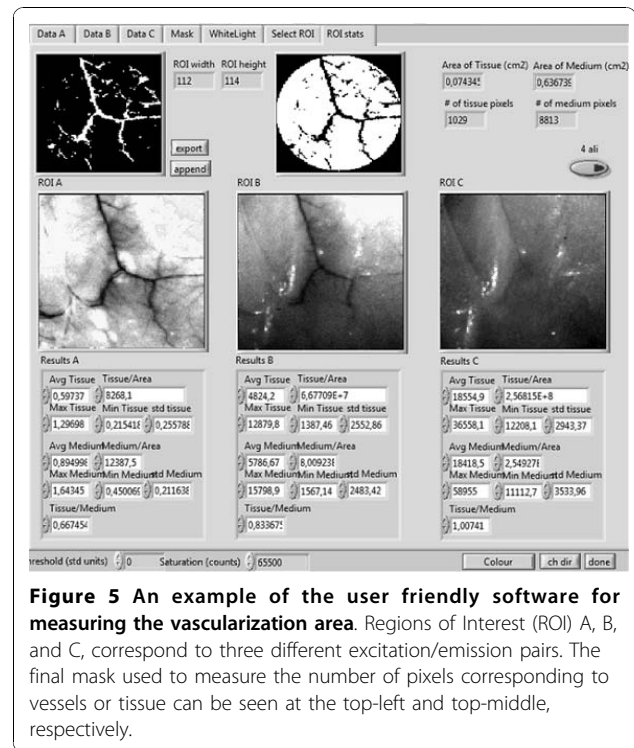 Data A Data B Data C Mask WhiteLight Select ROI ROI stats
ROI width ROI height
112 114
Area of Tissue (cm2) Area of Medium (cm2)
0,07434 0,63673
# of tissue pixels # of medium pixels
1029 8813
export
append
4 ali
ROI A ROI B ROI C
Results A
Avg Tissue Tissue/Area
0,59737 8268,1
Max Tissue Min Tissue std tissue
1,29698 0,215418 0,255788
Avg Medium Medium/Area
0,894998 12387,5
Max Medium Min Medium std Medium
1,64345 0,450069 0,211638
Tissue/Medium
0,667454
Results B
Avg Tissue Tissue/Area
4824,2 6,67709E+7
Max Tissue Min Tissue std tissue
12879,8 1387,46 2552,86
Avg Medium Medium/Area
5786,67 8,00923
Max Medium Min Medium std Medium
15798,9 1567,14 2483,42
Tissue/Medium
0,83367
Results C
Avg Tissue Tissue/Area
18554,9 2,56815E+8
Max Tissue Min Tissue std tissue
36558,1 12208,1 2943,37
Avg Medium Medium/Area
18418,5 2,54927
Max Medium Min Medium std Medium
58955 11112,7 3533,96
Tissue/Medium
1,00741
hreshold (std units) 0 Saturation (counts) 65500 Colour ch dir done
Figure 5 An example of the user friendly software for
measuring the vascularization area. Regions of Interest (ROI) A, B,
and C, correspond to three different excitation/emission pairs. The
final mask used to measure the number of pixels corresponding to
vessels or tissue can be seen at the top-left and top-middle,
respectively.